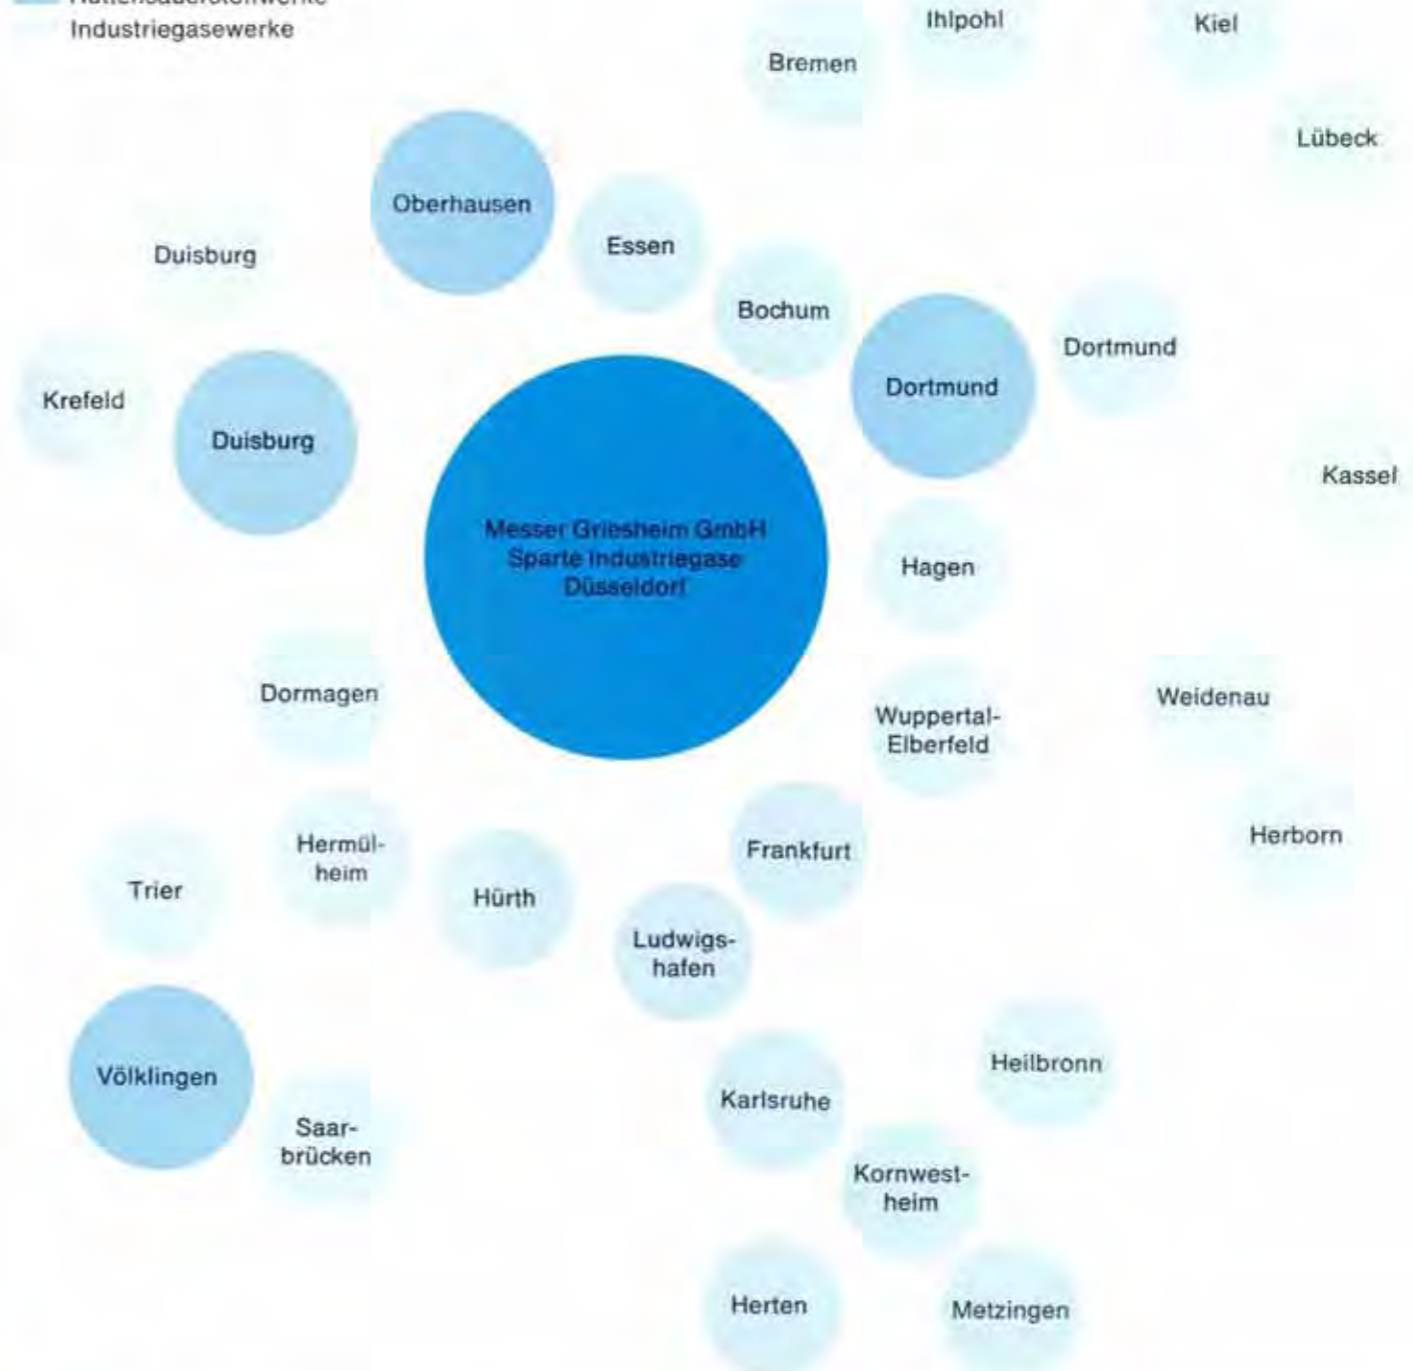 Hüttensauerstoffwerke
Industriegasewerke
Ihlpohl
Kiel
Bremen
Lübeck
Oberhausen
Essen
Duisburg
Bochum
Dortmund
Dortmund
Krefeld
Duisburg
Kassel
Messer Griesheim GmbH
Sparte Industriegase
Düsseldorf
Hagen
Dormagen
Weidenau
Wuppertal-
Elberfeld
Herborn
Hermül-
heim
Frankfurt
Trier
Hürth
Ludwigs-
hafen
Völklingen
Heilbronn
Karlsruhe
Saar-
brücken
Kornwest-
heim
Herten
Metzingen